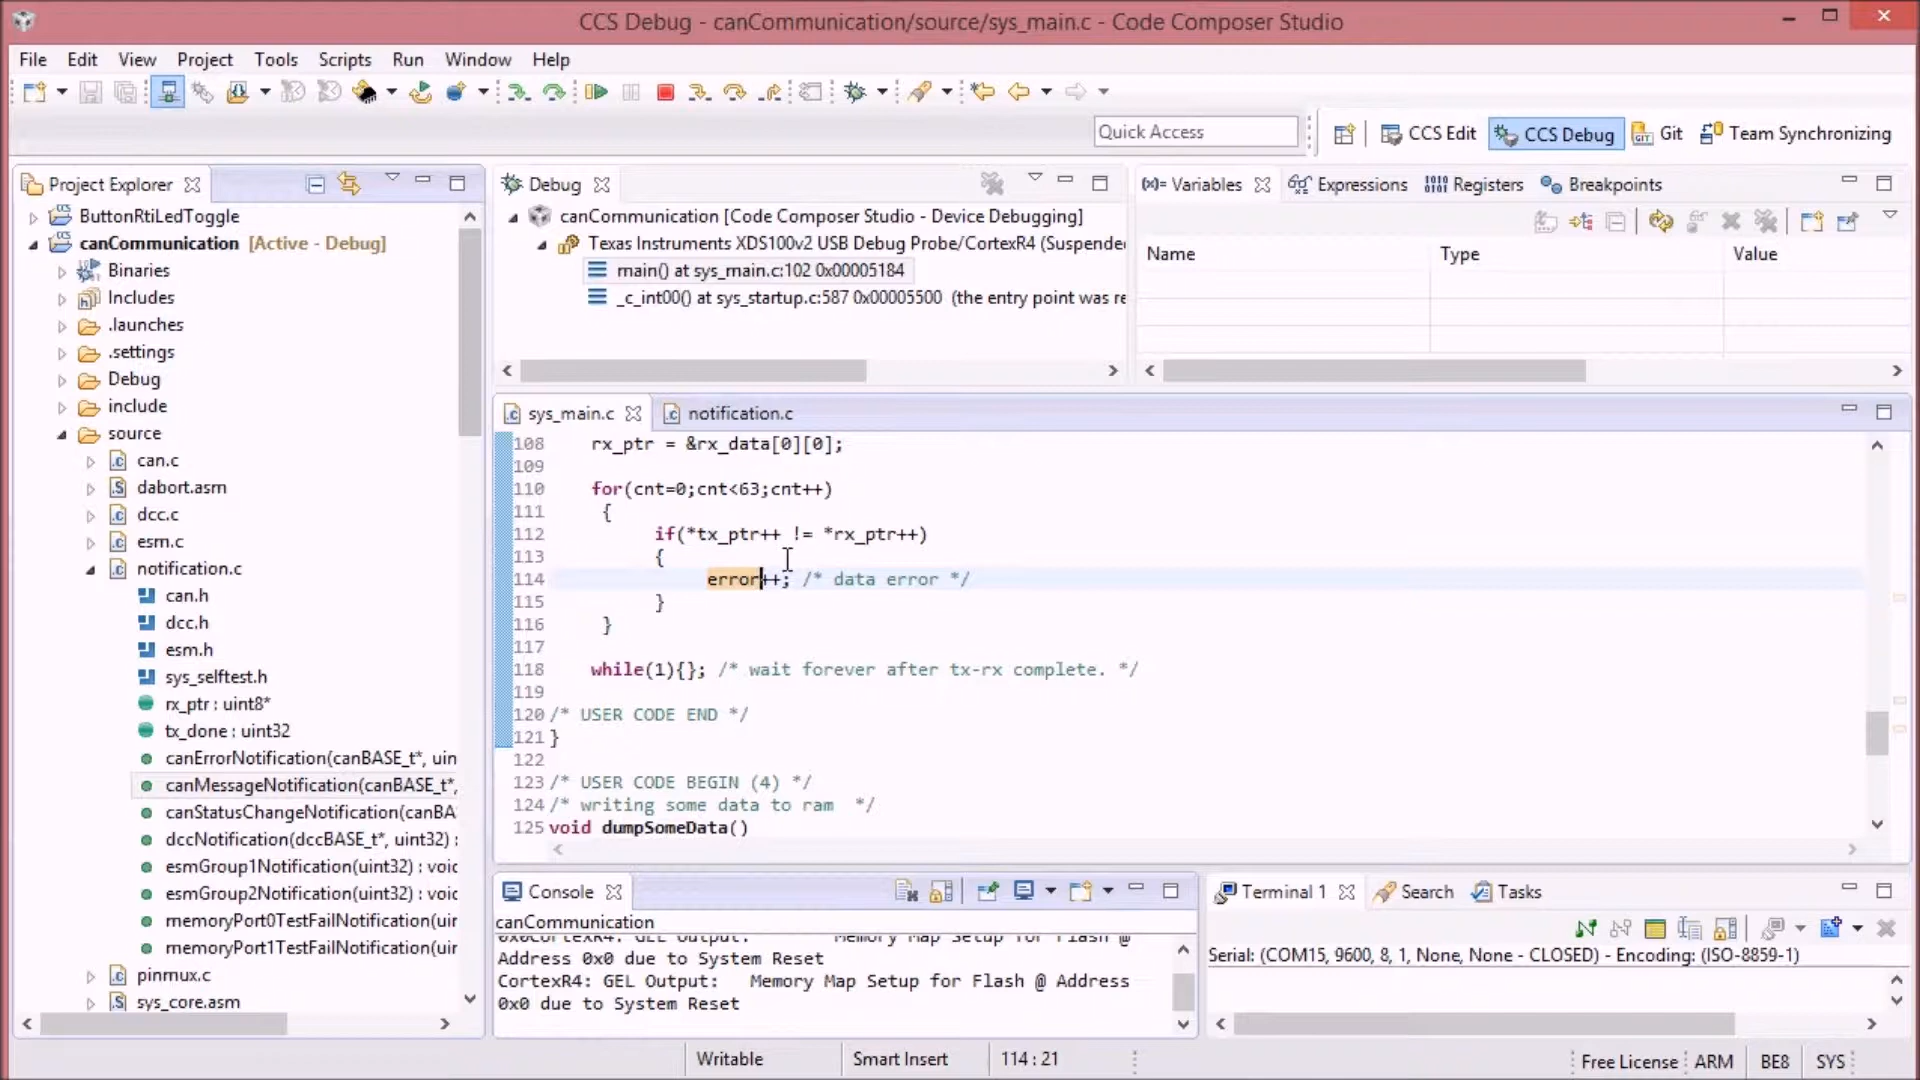 CCS Debug - canCommunication/source/sys_main.c - Code Composer Studio
File Edit View Project Tools Scripts Run Window Help
Quick Access
CCS Edit CCS Debug Git Team Synchronizing
Project Explorer
ButtonRtiLedToggle
canCommunication [Active - Debug]
Binaries
Includes
.launches
.settings
Debug
include
source
can.c
dabort.asm
dcc.c
esm.c
notification.c
can.h
dcc.h
esm.h
sys_selftest.h
rx_ptr : uint8*
tx_done : uint32
canErrorNotification(canBASE_t*, uin
canMessageNotification(canBASE_t*,
canStatusChangeNotification(canBA
dccNotification(dccBASE_t*, uint32) :
esmGroup1Notification(uint32) : void
esmGroup2Notification(uint32) : void
memoryPort0TestFailNotification(uir
memoryPort1TestFailNotification(uir
pinmux.c
sys_core.asm
Debug
canCommunication [Code Composer Studio - Device Debugging]
Texas Instruments XDS100v2 USB Debug Probe/CortexR4 (Suspende
main() at sys_main.c:102 0x00005184
_c_int00() at sys_startup.c:587 0x00005500 (the entry point was re
Variables Expressions Registers Breakpoints
Name Type Value
sys_main.c notification.c
108 rx_ptr = &rx_data[0][0];
109
110 for(cnt=0;cnt<63;cnt++)
111 {
112 if(*tx_ptr++ != *rx_ptr++)
113 {
114 error++; /* data error */
115 }
116 }
117
118 while(1){}; /* wait forever after tx-rx complete. */
119
120 /* USER CODE END */
121 }
122
123 /* USER CODE BEGIN (4) */
124 /* writing some data to ram */
125 void dumpSomeData()
Console
canCommunication
0x0CortexR4: GEL Output: Memory Map Setup for Flash @
Address 0x0 due to System Reset
CortexR4: GEL Output: Memory Map Setup for Flash @ Address
0x0 due to System Reset
Terminal 1 Search Tasks
Serial: (COM15, 9600, 8, 1, None, None - CLOSED) - Encoding: (ISO-8859-1)
Writable Smart Insert 114 : 21 Free License ARM BE8 SYS